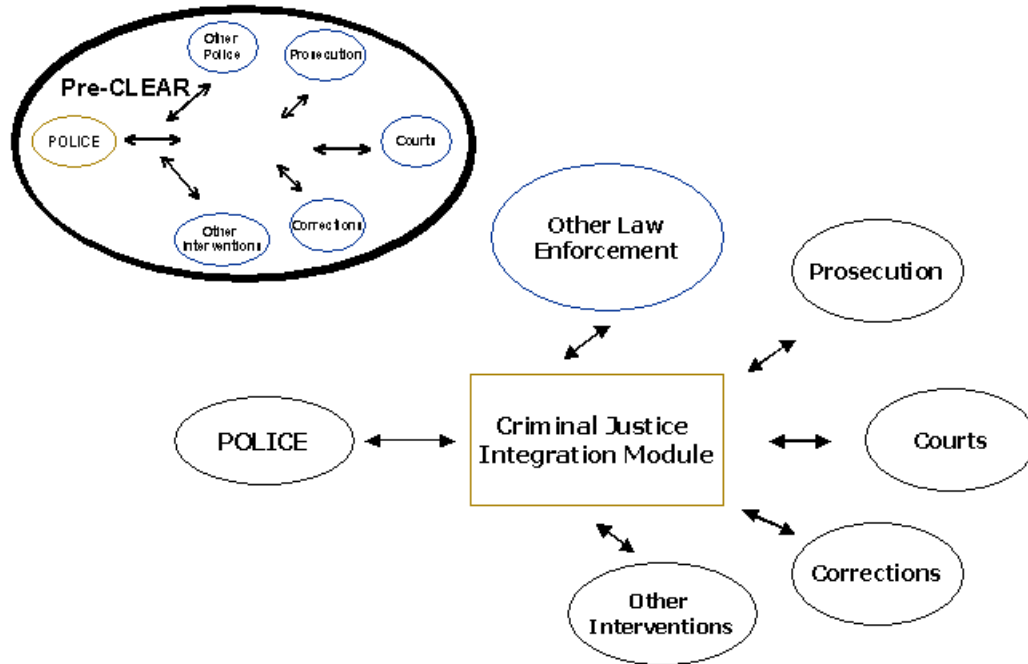 Other
Police
Prosecution
Pre-CLEAR
POLICE
Courts
Other
Interventions
Corrections
Other Law
Enforcement
Prosecution
POLICE
Criminal Justice
Integration Module
Courts
Corrections
Other
Interventions